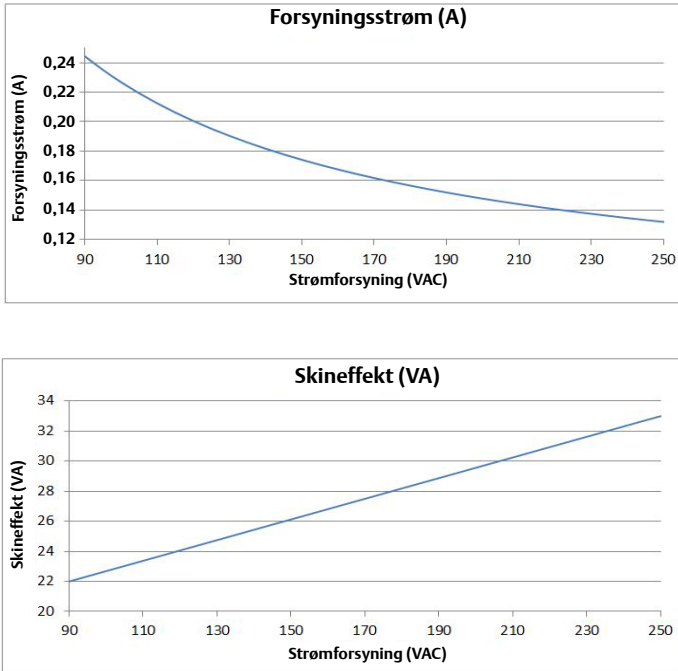 Forsyningsstrøm (A)
Forsyningsstrøm (A)
0,24
0,22
0,20
0,18
0,16
0,14
0,12
90 110 130 150 170 190 210 230 250
Strømforsyning (VAC)
Skineffekt (VA)
Skineffekt (VA)
34
32
30
28
26
24
22
20
90 110 130 150 170 190 210 230 250
Strømforsyning (VAC)